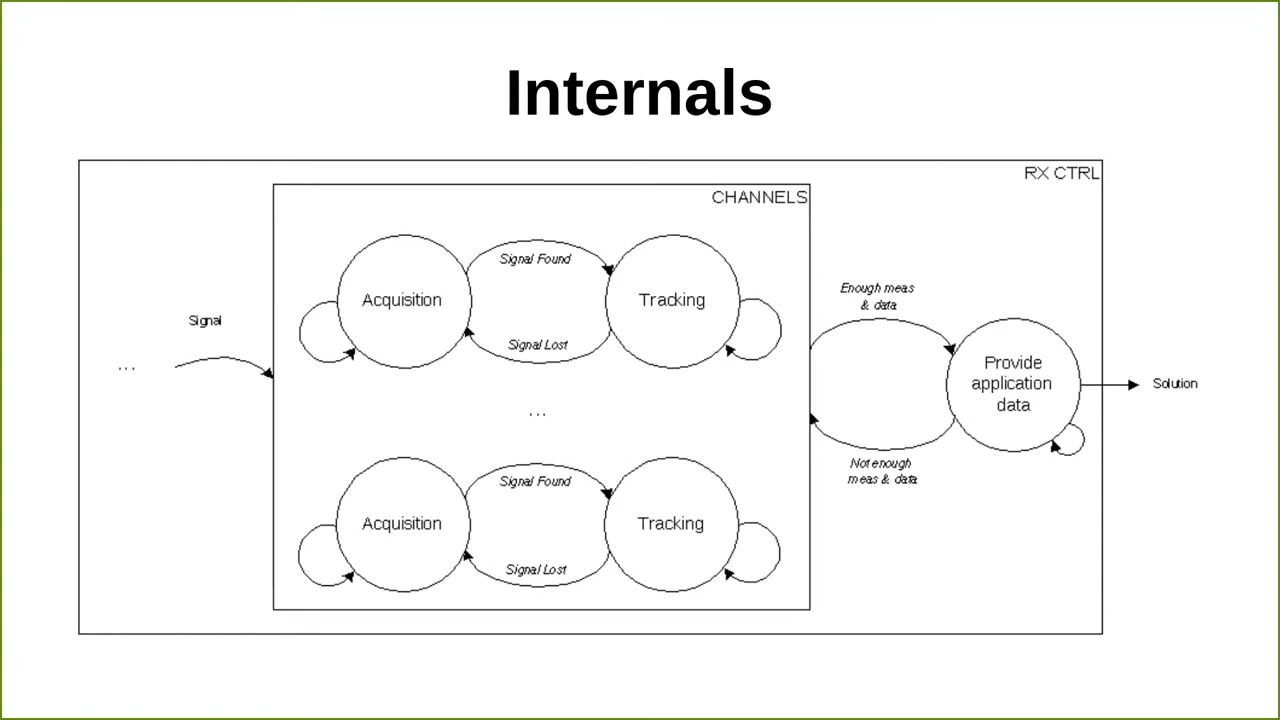 Internals
RX CTRL
CHANNELS
Signal
...
Acquisition
Signal Found
Signal Lost
Tracking
...
Acquisition
Signal Found
Signal Lost
Tracking
Enough meas
& data
Not enough
meas & data
Provide
application
data
Solution